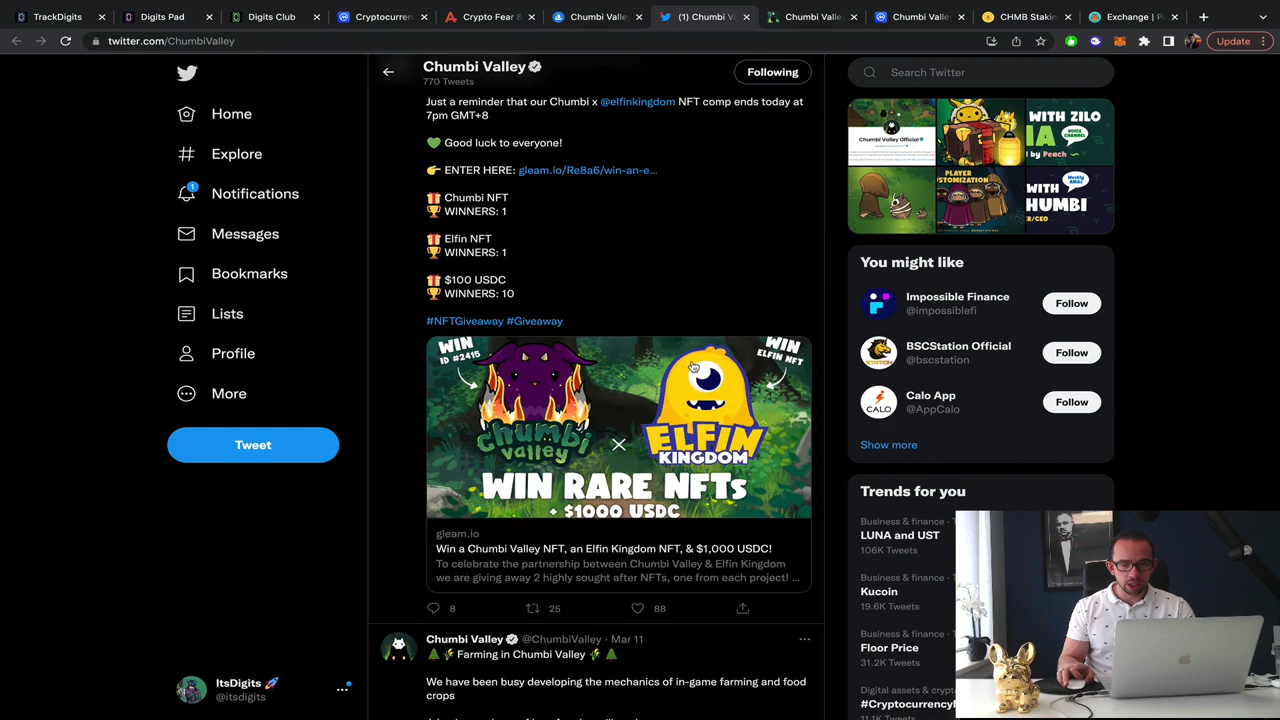 TrackDigits
Digits Pad
Digits Club
Cryptocurren
Crypto Fear &
Chumbi Valle
(1) Chumbi V
Chumbi Valle
Chumbi Valle
CHMB Stakin
Exchange | P
twitter.com/ChumbiValley
Update
Home
Explore
1
Notifications
Messages
Bookmarks
Lists
Profile
More
Tweet
ItsDigits 🚀
@itsdigits
Chumbi Valley
770 Tweets
Following
Just a reminder that our Chumbi x @elfinkingdom NFT comp ends today at
7pm GMT+8
💚 Good luck to everyone!
👉 ENTER HERE: gleam.io/Re8a6/win-an-e...
🎁 Chumbi NFT
🏆 WINNERS: 1
🎁 Elfin NFT
🏆 WINNERS: 1
🎁 $100 USDC
🏆 WINNERS: 10
#NFTGiveaway #Giveaway
WIN
ID #2415
WIN
ELFIN NFT
chumbi
valley
X
ELFIN
KINGDOM
WIN RARE NFTs
+ $1000 USDC
gleam.io
Win a Chumbi Valley NFT, an Elfin Kingdom NFT, & $1,000 USDC!
To celebrate the partnership between Chumbi Valley & Elfin Kingdom
we are giving away 2 highly sought after NFTs, one from each project! ...
8
25
88
Chumbi Valley @ChumbiValley · Mar 11
🌲🌾 Farming in Chumbi Valley 🌾🌲
We have been busy developing the mechanics of in-game farming and food
crops
Search Twitter
Chumbi Valley Official
WITH ZILO
VOICE
CHANNEL
by Peach
PLAYER
CUSTOMIZATION
Weekly
AMAs
WITH
HUMBI
R/CEO
You might like
Impossible Finance
@impossiblefi
Follow
BSCStation Official
@bscstation
Follow
Calo App
@AppCalo
Follow
CALO
Show more
Trends for you
Business & finance ·
LUNA and UST
106K Tweets
Business & finance ·
Kucoin
19.6K Tweets
Business & finance ·
Floor Price
31.2K Tweets
Digital assets & crypt
#Cryptocurrency
11.1K Tweets